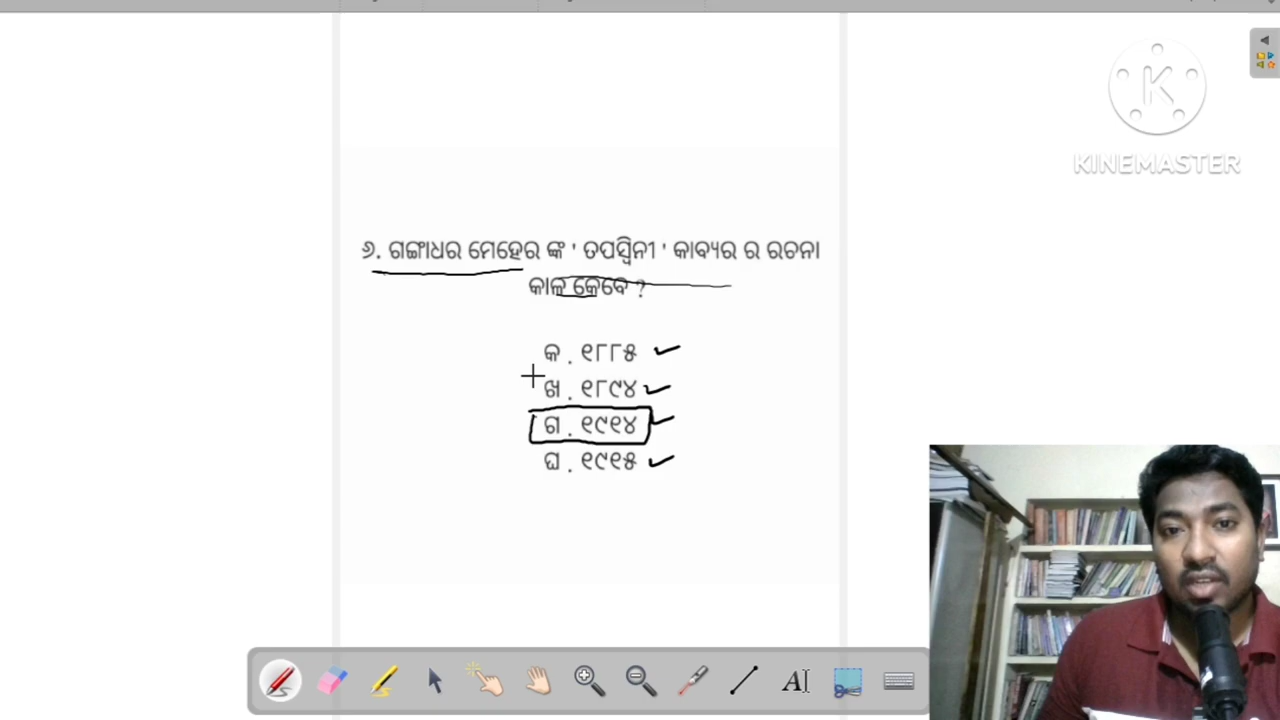 KINEMASTER
୬. ଗଙ୍ଗାଧର ମେହେର ଙ୍କ ' ତପସ୍ୱିନୀ ' କାବ୍ୟର ର ରଚନା
କାଳ କେବେ ?
କ . ୧୮୮୫
ଖ . ୧୮୯୪
ଗ . ୧୯୧୪
ଘ . ୧୯୧୫